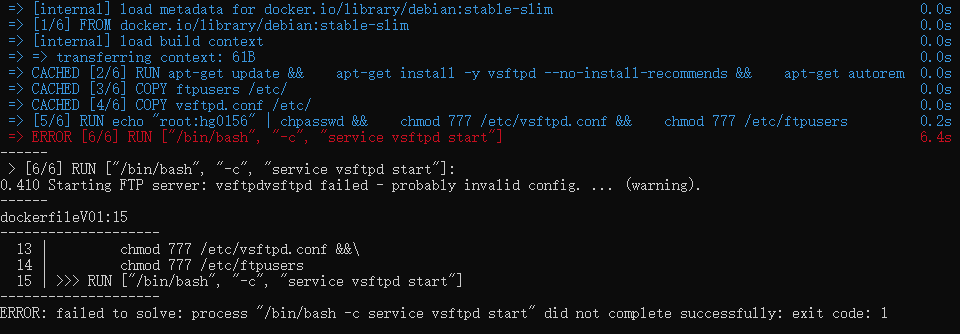 => [internal] load metadata for docker.io/library/debian:stable-slim 0.0s
=> [1/6] FROM docker.io/library/debian:stable-slim 0.0s
=> [internal] load build context 0.0s
=> => transferring context: 61B 0.0s
=> CACHED [2/6] RUN apt-get update && apt-get install -y vsftpd --no-install-recommends && apt-get autorem 0.0s
=> CACHED [3/6] COPY ftpusers /etc/ 0.0s
=> CACHED [4/6] COPY vsftpd.conf /etc/ 0.0s
=> [5/6] RUN echo "root:hg0156" | chpasswd && chmod 777 /etc/vsftpd.conf && chmod 777 /etc/ftpusers 0.2s
=> ERROR [6/6] RUN ["/bin/bash", "-c", "service vsftpd start"] 6.4s
------
> [6/6] RUN ["/bin/bash", "-c", "service vsftpd start"]:
0.410 Starting FTP server: vsftpdvsftpd failed - probably invalid config. ... (warning).
------
dockerfileV01:15
--------------------
13 | chmod 777 /etc/vsftpd.conf &&\
14 | chmod 777 /etc/ftpusers
15 | >>> RUN ["/bin/bash", "-c", "service vsftpd start"]
--------------------
ERROR: failed to solve: process "/bin/bash -c service vsftpd start" did not complete successfully: exit code: 1